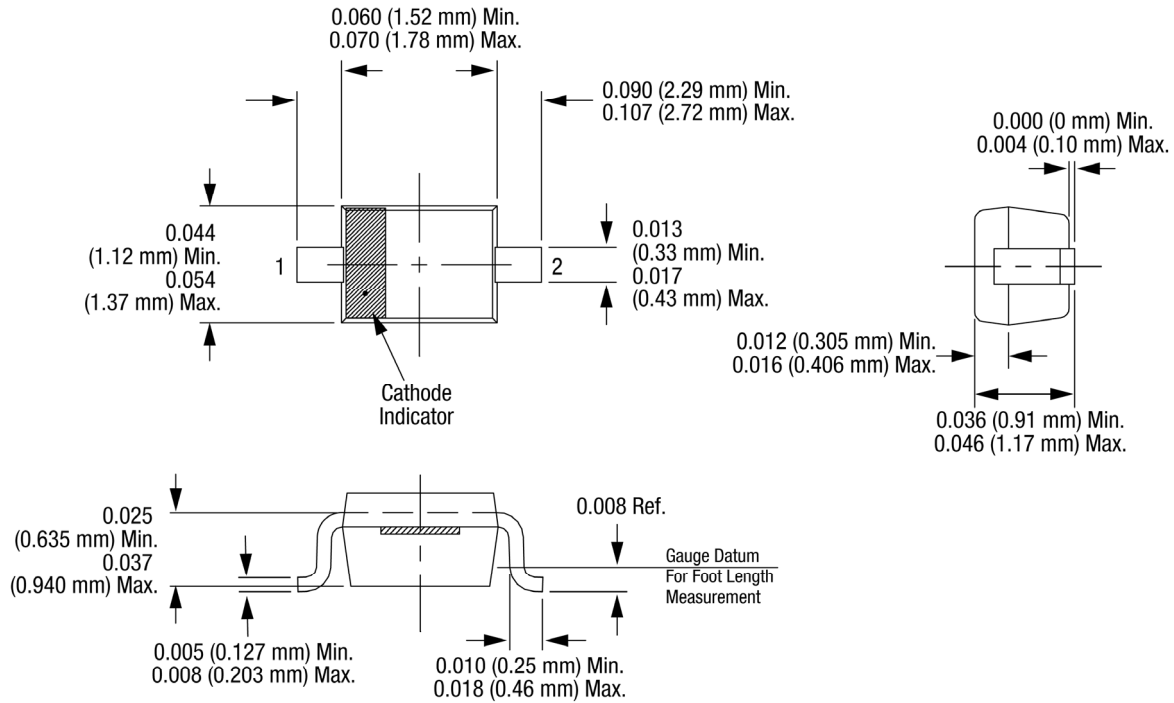 0.060 (1.52 mm) Min.
0.070 (1.78 mm) Max.
0.090 (2.29 mm) Min.
0.107 (2.72 mm) Max.
0.000 (0 mm) Min.
0.004 (0.10 mm) Max.
0.044
(1.12 mm) Min.
0.054
(1.37 mm) Max.
1
2
0.013
(0.33 mm) Min.
0.017
(0.43 mm) Max.
0.012 (0.305 mm) Min.
0.016 (0.406 mm) Max.
Cathode
Indicator
0.036 (0.91 mm) Min.
0.046 (1.17 mm) Max.
0.025
(0.635 mm) Min.
0.037
(0.940 mm) Max.
0.008 Ref.
Gauge Datum
For Foot Length
Measurement
0.005 (0.127 mm) Min.
0.008 (0.203 mm) Max.
0.010 (0.25 mm) Min.
0.018 (0.46 mm) Max.